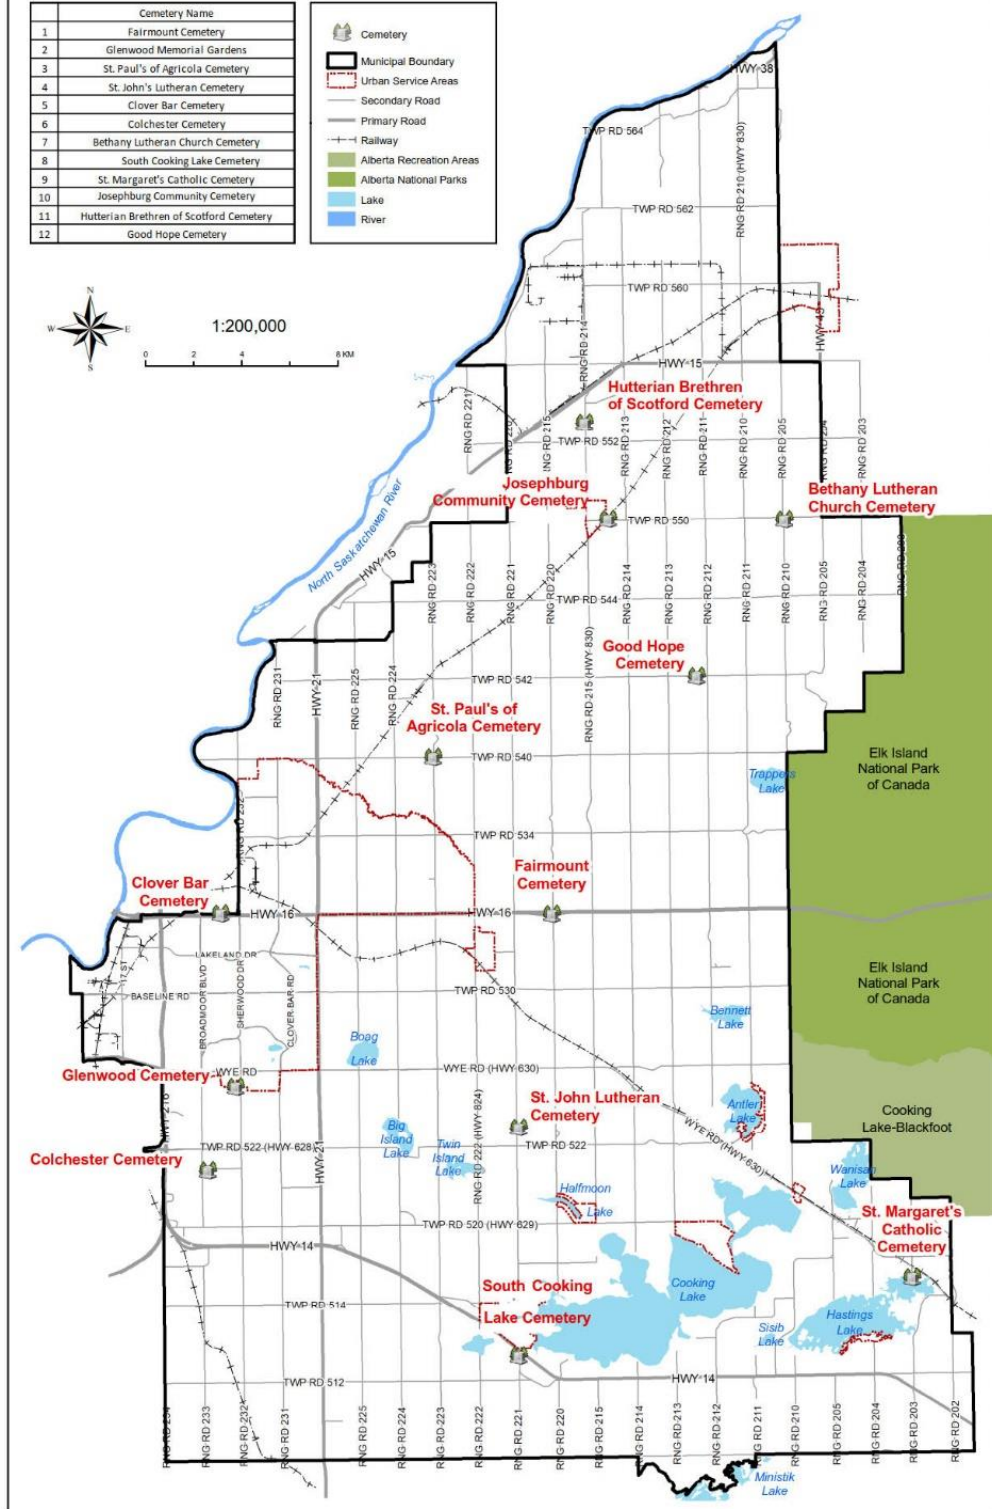 Cemetery Name
1 Fairmount Cemetery
2 Glenwood Memorial Gardens
3 St. Paul's of Agricola Cemetery
4 St. John's Lutheran Cemetery
5 Clover Bar Cemetery
6 Colchester Cemetery
7 Bethany Lutheran Church Cemetery
8 South Cooking Lake Cemetery
9 St. Margaret's Catholic Cemetery
10 Josephburg Community Cemetery
11 Hutterian Brethren of Scotford Cemetery
12 Good Hope Cemetery
Cemetery
Municipal Boundary
Urban Service Areas
Secondary Road
Primary Road
Railway
Alberta Recreation Areas
Alberta National Parks
Lake
River
N
W
E
S
1:200,000
0 2 4 8 KM
HWY-38
TWP RD 564
RNG RD 210 (HWY 830)
TWP RD 562
TWP RD 560
HWY-45
RNG RD 214
HWY-15
Hutterian Brethren
of Scotford Cemetery
RNG RD 221
RNG RD 215
RNG RD 213
RNG RD 212
RNG RD 211
RNG RD 210
RNG RD 205
RNG RD 204
RNG RD 203
TWP RD 552
Josephburg
Community Cemetery
Bethany Lutheran
Church Cemetery
TWP RD 550
North Saskatchewan River
HWY-15
RNG RD 223
RNG RD 222
RNG RD 221
RNG RD 220
RNG RD 214
RNG RD 213
RNG RD 212
RNG RD 211
RNG RD 210
RNG RD 205
RNG RD 204
RNG RD 203
TWP RD 544
Good Hope
Cemetery
RNG RD 231
HWY-21
RNG RD 225
RNG RD 224
TWP RD 542
RNG RD 215 (HWY 830)
St. Paul's of
Agricola Cemetery
TWP RD 540
Trappers
Lake
Elk Island
National Park
of Canada
RNG RD 232
TWP RD 534
Clover Bar
Cemetery
Fairmount
Cemetery
HWY-16
WY-16
LAKELAND DR
17 ST
BASELINE RD
BROADMOOR BLVD
SHERWOOD DR
CLOVER BAR RD
TWP RD 530
Elk Island
National Park
of Canada
Bennett
Lake
Boag
Lake
Glenwood Cemetery
WYE RD
WYE RD (HWY 630)
St. John Lutheran
Cemetery
Antler
Lake
Cooking
Lake-Blackfoot
HWY-216
TWP RD 522 (HWY 628)
HWY-21
Big
Island
Lake
Twin
Island
Lake
RNG RD 222 (HWY 824)
TWP RD 522
WYE RD (HWY 630)
Colchester Cemetery
Wanisan
Lake
Halfmoon
Lake
St. Margaret's
Catholic
Cemetery
TWP RD 520 (HWY 629)
HWY-14
South Cooking
Lake Cemetery
Cooking
Lake
TWP RD 514
Sisib
Lake
Hastings
Lake
TWP RD 512
HWY-14
RNG RD 234
RNG RD 233
RNG RD 232
RNG RD 231
RNG RD 225
RNG RD 224
RNG RD 223
RNG RD 222
RNG RD 221
RNG RD 220
RNG RD 215
RNG RD 214
RNG RD 213
RNG RD 212
RNG RD 211
RNG RD 210
RNG RD 205
RNG RD 204
RNG RD 203
RNG RD 202
Ministik
Lake